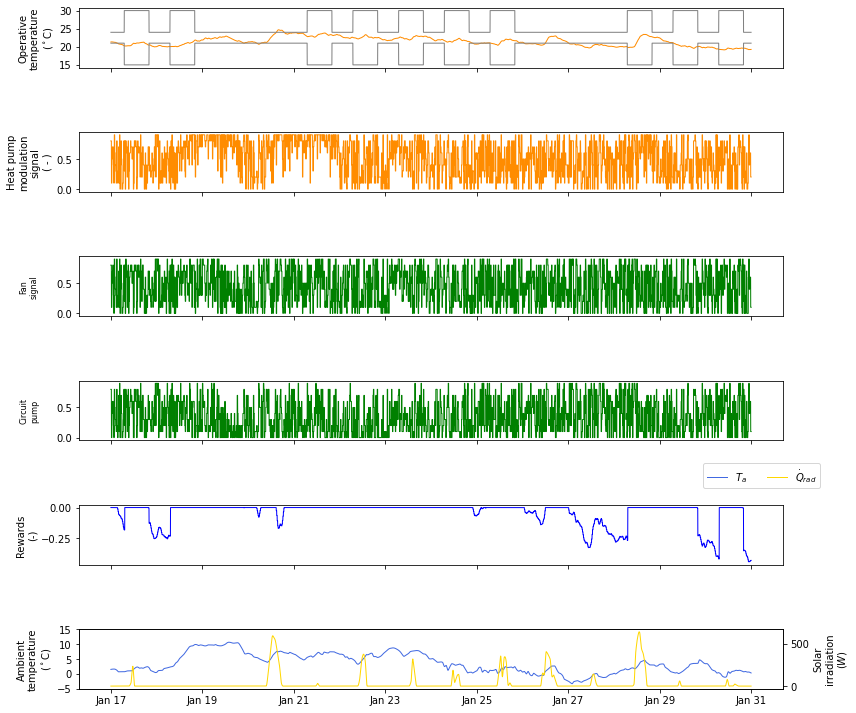 Operative
temperature
(°C)
30
25
20
15
Heat pump
modulation
signal
( - )
0.5
0.0
Fan
signal
0.5
0.0
Circuit
pump
0.5
0.0
T_a
Q̇_rad
Rewards
(-)
0.00
−0.25
Ambient
temperature
(°C)
15
10
5
0
−5
500
0
Solar
irradiation
(W)
Jan 17
Jan 19
Jan 21
Jan 23
Jan 25
Jan 27
Jan 29
Jan 31